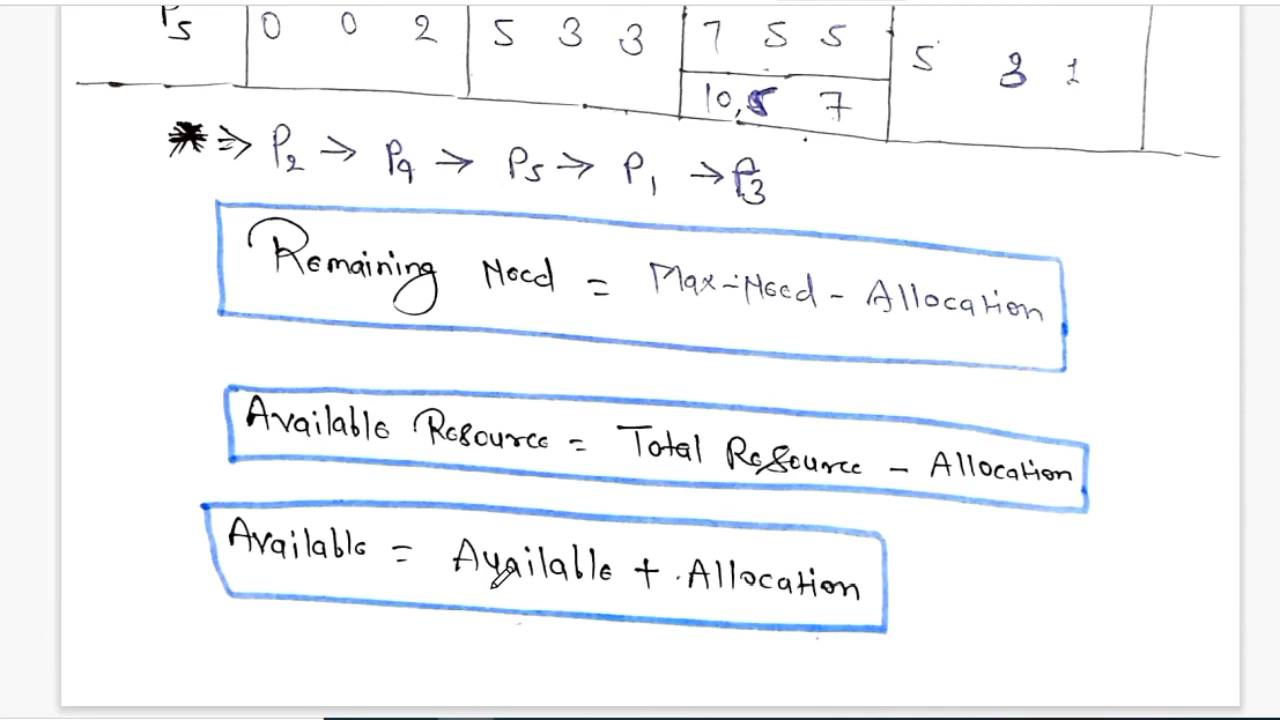 P5 0 0 2 5 3 3 7 5 5 5 3 1
10, 5 7
⇒ P2 → P4 → P5 → P1 → P3
Remaining Need = Max-Need - Allocation
Available Resource = Total Resource - Allocation
Available = Available + Allocation